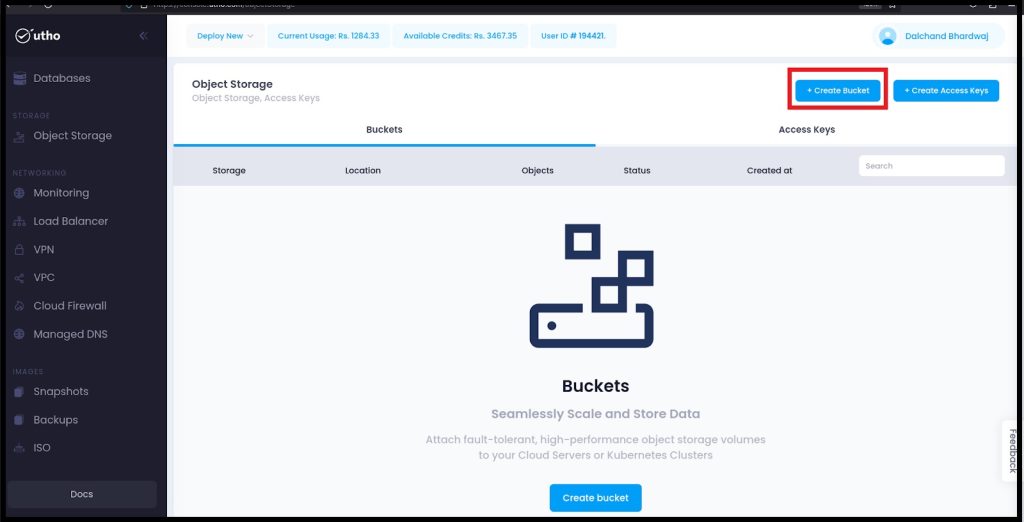 https://console.utho.com/objectstorage
utho
Databases
STORAGE
Object Storage
NETWORKING
Monitoring
Load Balancer
VPN
VPC
Cloud Firewall
Managed DNS
IMAGES
Snapshots
Backups
ISO
Docs
Deploy New
Current Usage: Rs. 1284.33
Available Credits: Rs. 3467.35
User ID # 194421.
Dalchand Bhardwaj
Object Storage
Object Storage, Access Keys
+ Create Bucket
+ Create Access Keys
Buckets
Access Keys
Storage Location Objects Status Created at
Search
Buckets
Seamlessly Scale and Store Data
Attach fault-tolerant, high-performance object storage volumes
to your Cloud Servers or Kubernetes Clusters
Create bucket
Feedback